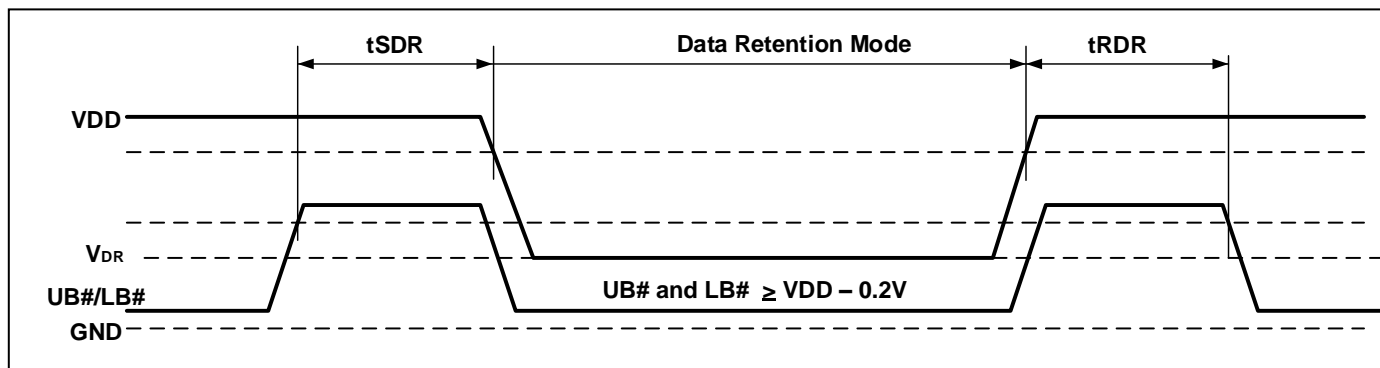 tSDR Data Retention Mode tRDR
VDD
VDR
UB#/LB# UB# and LB# ≥ VDD – 0.2V
GND